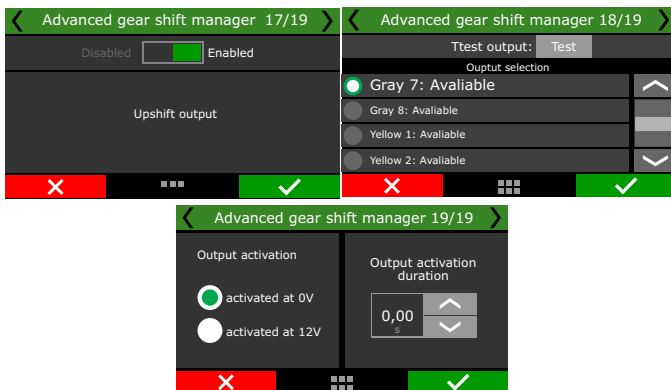 Advanced gear shift manager 17/19
Disabled Enabled
Upshift output
Advanced gear shift manager 18/19
Ttest output: Test
Ouptut selection
Gray 7: Avaliable
Gray 8: Avaliable
Yellow 1: Avaliable
Yellow 2: Avaliable
Advanced gear shift manager 19/19
Output activation
activated at 0V
activated at 12V
Output activation
duration
0,00
s